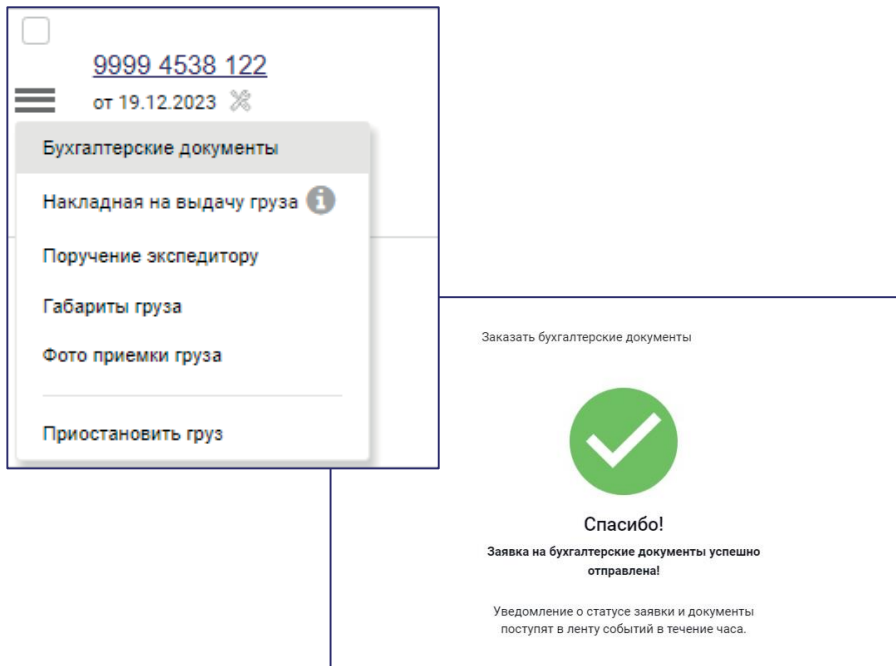 9999 4538 122
от 19.12.2023
Бухгалтерские документы
Накладная на выдачу груза
Поручение экспедитору
Габариты груза
Фото приемки груза
Приостановить груз
Заказать бухгалтерские документы
Спасибо!
Заявка на бухгалтерские документы успешно
отправлена!
Уведомление о статусе заявки и документы
поступят в ленту событий в течение часа.